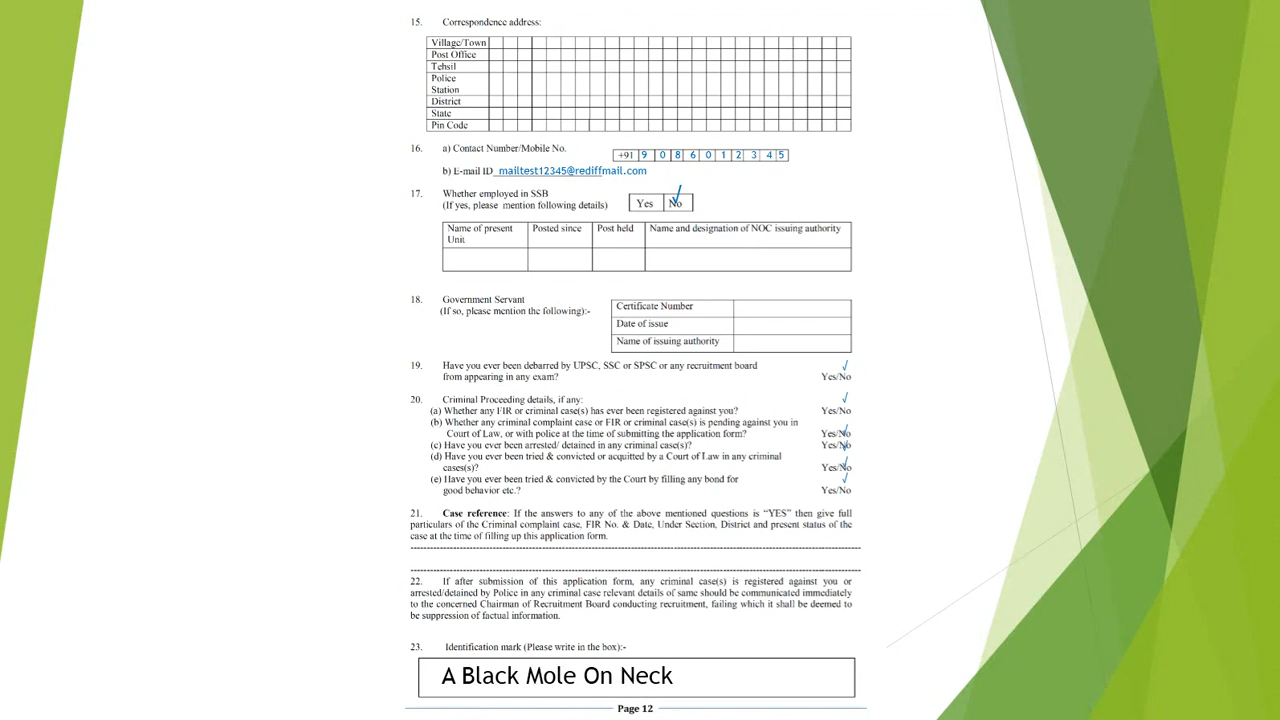 15. Correspondence address:
Village/Town
Post Office
Tehsil
Police
Station
District
State
Pin Code
16. a) Contact Number/Mobile No. +91 9 0 8 6 0 1 2 3 4 5
b) E-mail ID mailtest12345@rediffmail.com
17. Whether employed in SSB
(If yes, please mention following details) Yes No
Name of present Unit Posted since Post held Name and designation of NOC issuing authority
18. Government Servant
(If so, please mention the following):-
Certificate Number
Date of issue
Name of issuing authority
19. Have you ever been debarred by UPSC, SSC or SPSC or any recruitment board
from appearing in any exam? Yes/No
20. Criminal Proceeding details, if any:
(a) Whether any FIR or criminal case(s) has ever been registered against you? Yes/No
(b) Whether any criminal complaint case or FIR or criminal case(s) is pending against you in
Court of Law, or with police at the time of submitting the application form? Yes/No
(c) Have you ever been arrested/ detained in any criminal case(s)? Yes/No
(d) Have you ever been tried & convicted or acquitted by a Court of Law in any criminal
cases(s)? Yes/No
(e) Have you ever been tried & convicted by the Court by filling any bond for
good behavior etc.? Yes/No
21. Case reference: If the answers to any of the above mentioned questions is “YES” then give full
particulars of the Criminal complaint case, FIR No. & Date, Under Section, District and present status of the
case at the time of filling up this application form.
22. If after submission of this application form, any criminal case(s) is registered against you or
arrested/detained by Police in any criminal case relevant details of same should be communicated immediately
to the concerned Chairman of Recruitment Board conducting recruitment, failing which it shall be deemed to
be suppression of factual information.
23. Identification mark (Please write in the box):-
A Black Mole On Neck
Page 12